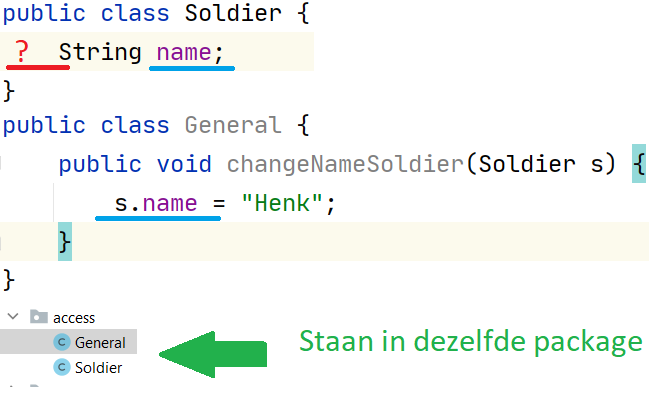 public class Soldier {
? String name;
}
public class General {
public void changeNameSoldier(Soldier s) {
s.name = "Henk";
}
}
access
General
Soldier
Staan in dezelfde package